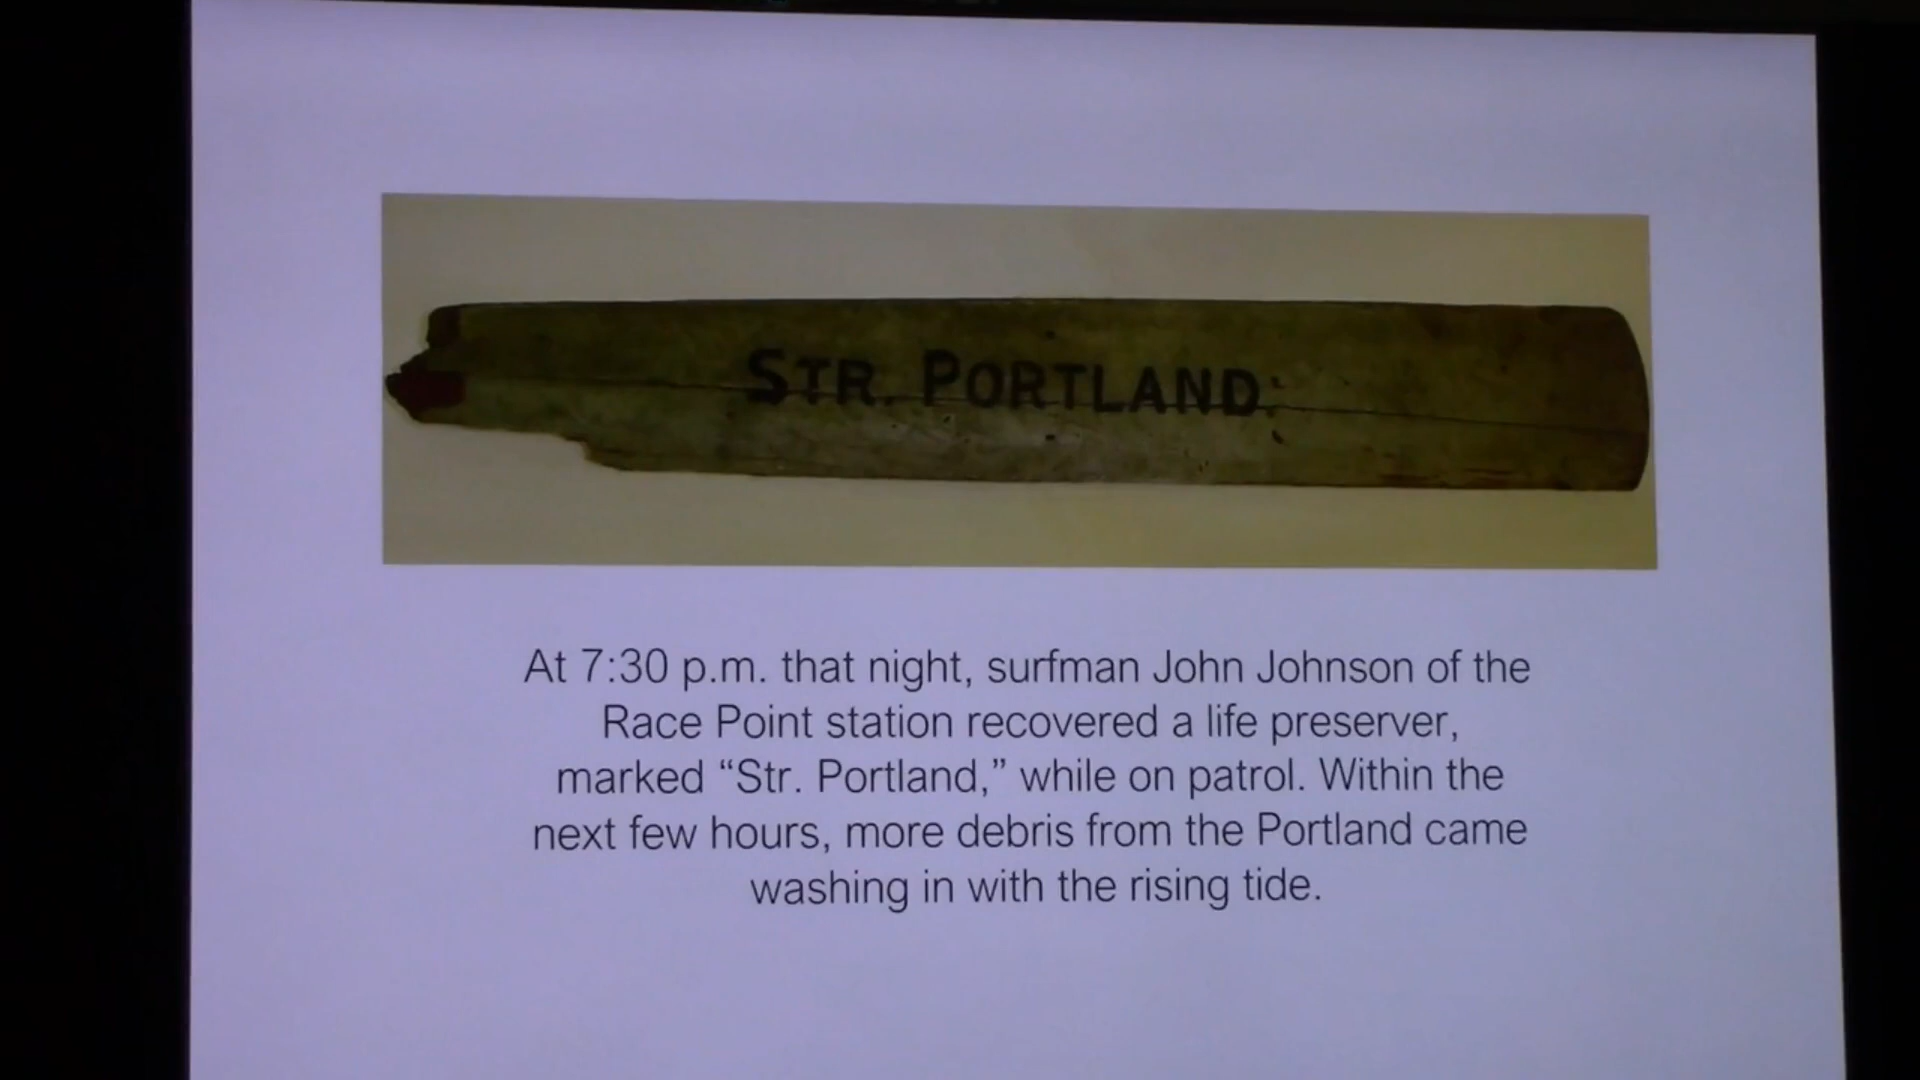 STR. PORTLAND.
At 7:30 p.m. that night, surfman John Johnson of the
Race Point station recovered a life preserver,
marked “Str. Portland,” while on patrol. Within the
next few hours, more debris from the Portland came
washing in with the rising tide.